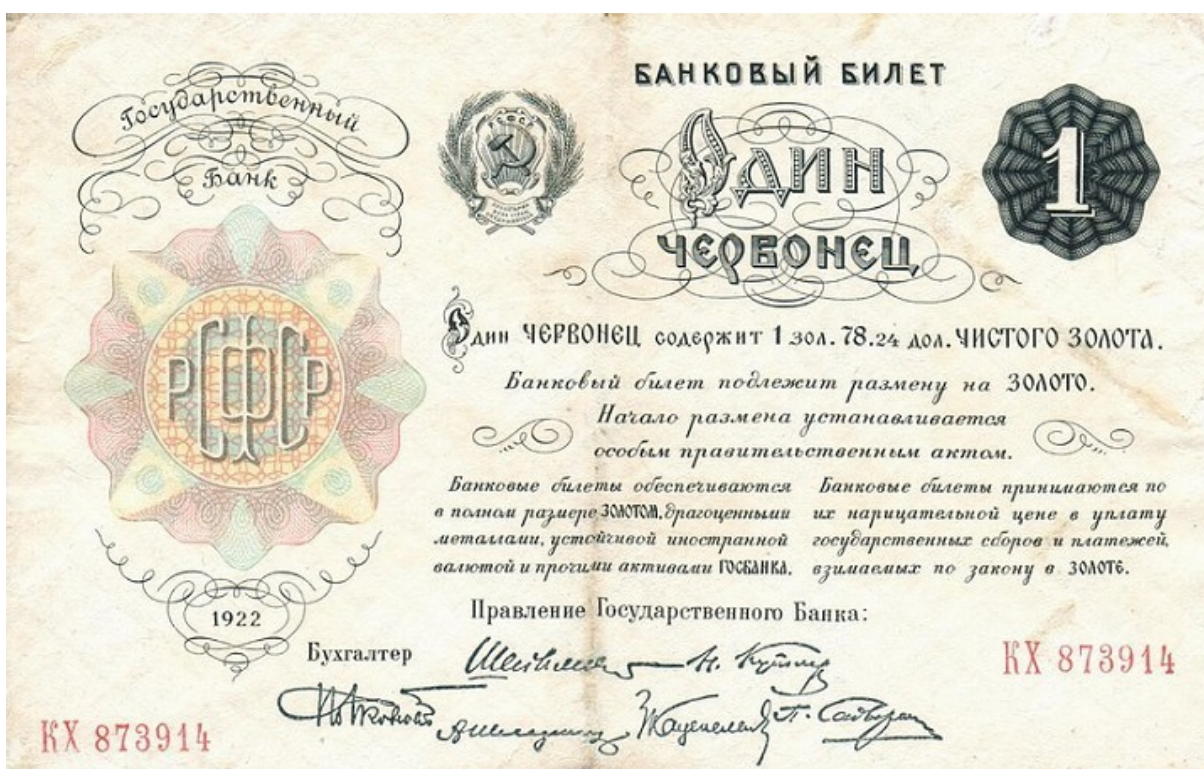 Государственный
Банк
БАНКОВЫЙ БИЛЕТ
ОДИН
ЧЕРВОНЕЦ
1
РСФСР
Один ЧЕРВОНЕЦ содержит 1 зол. 78.24 дол. ЧИСТОГО ЗОЛОТА.
Банковый билет подлежит размену на ЗОЛОТО.
Начало размена устанавливается
особым правительственным актом.
Банковые билеты обеспечиваются
в полном размере ЗОЛОТОМ, драгоценными
металлами, устойчивой иностранной
валютой и прочими активами ГОСБАНКА.
Банковые билеты принимаются по
их нарицательной цене в уплату
государственных сборов и платежей,
взимаемых по закону в ЗОЛОТЕ.
1922
Правление Государственного Банка:
Бухгалтер
КХ 873914
КХ 873914